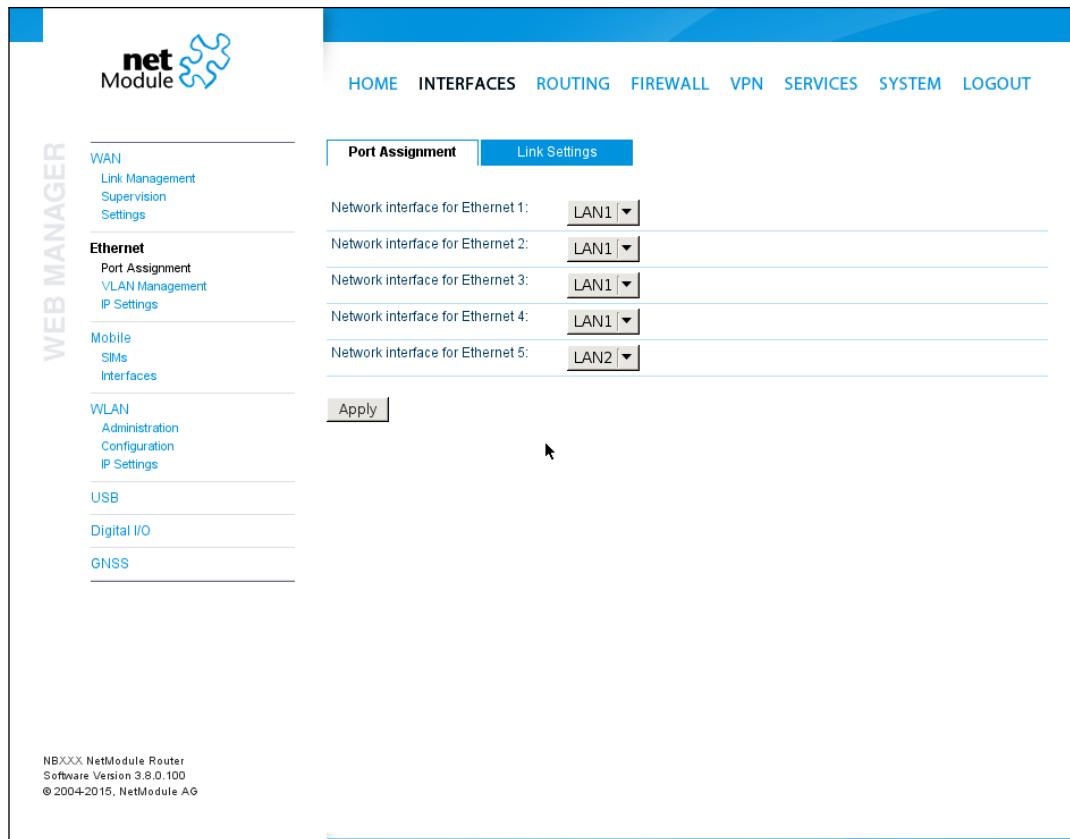 net
Module
HOME INTERFACES ROUTING FIREWALL VPN SERVICES SYSTEM LOGOUT
WEB MANAGER
WAN
Link Management
Supervision
Settings
Ethernet
Port Assignment
VLAN Management
IP Settings
Mobile
SIMs
Interfaces
WLAN
Administration
Configuration
IP Settings
USB
Digital I/O
GNSS
Port Assignment Link Settings
Network interface for Ethernet 1: LAN1
Network interface for Ethernet 2: LAN1
Network interface for Ethernet 3: LAN1
Network interface for Ethernet 4: LAN1
Network interface for Ethernet 5: LAN2
Apply
NBXXX NetModule Router
Software Version 3.8.0.100
© 2004-2015, NetModule AG